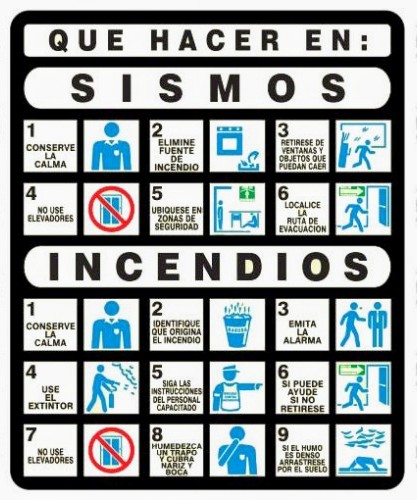 QUE HACER EN:
SISMOS
1
CONSERVE
LA
CALMA
2
ELIMINE
FUENTE
DE
INCENDIO
3
RETIRESE DE
VENTANAS Y
OBJETOS QUE
PUEDAN CAER
4
NO USE
ELEVADORES
5
UBIQUESE EN
ZONAS DE
SEGURIDAD
6
LOCALICE
LA
RUTA DE
EVACUACION
INCENDIOS
1
CONSERVE
LA
CALMA
2
IDENTIFIQUE
QUE ORIGINA
EL INCENDIO
3
EMITA
LA
ALARMA
4
USE
EL
EXTINTOR
5
SIGA LAS
INSTRUCCIONES
DEL PERSONAL
CAPACITADO
6
SI PUEDE
AYUDE
SI NO
RETIRESE
7
NO USE
ELEVADORES
8
HUMEDEZCA
UN TRAPO
Y CUBRA
NARIZ Y
BOCA
9
SI EL HUMO
ES DENSO
ARRASTRESE
POR EL SUELO